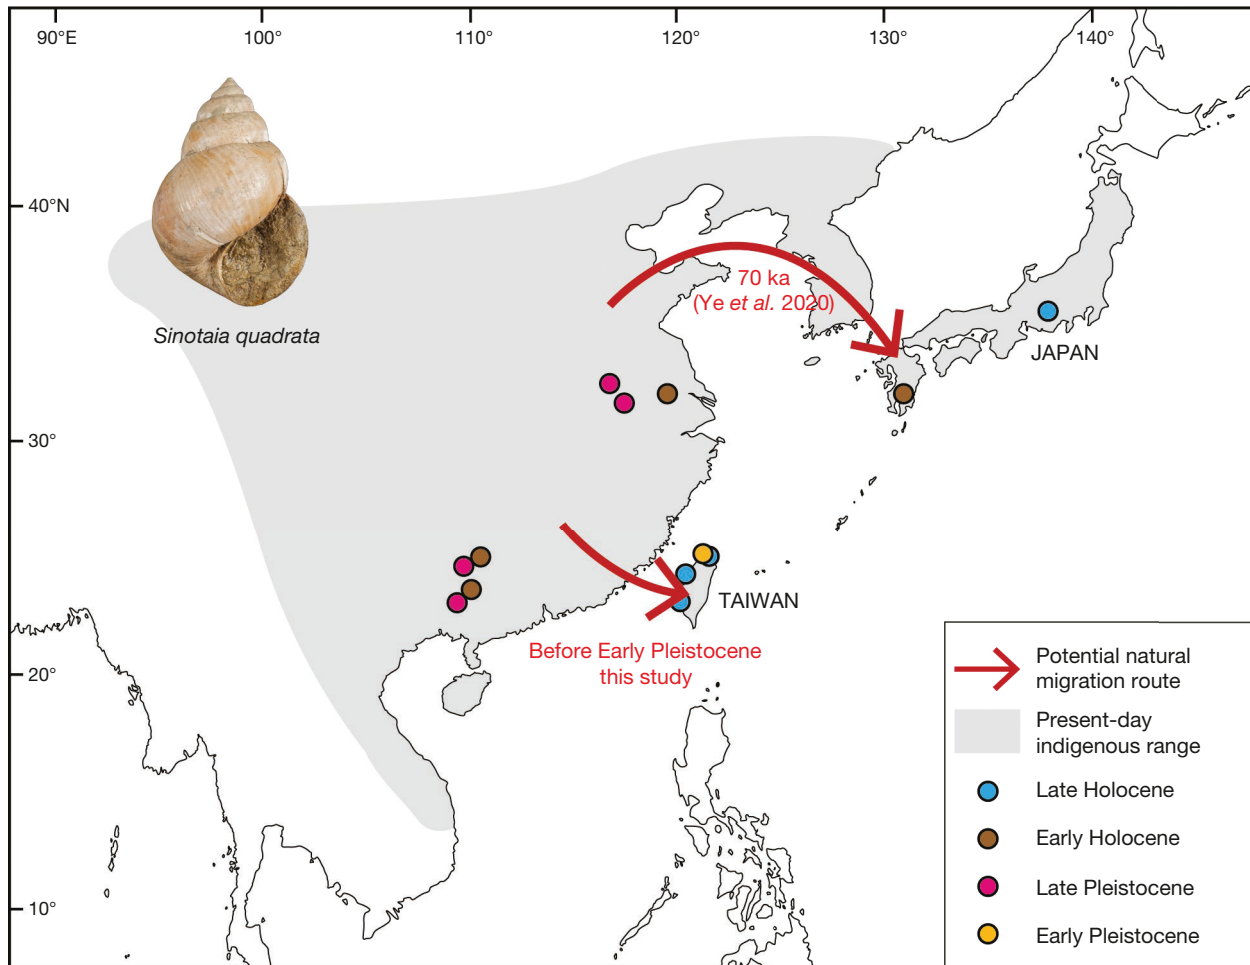 90°E
100°
110°
120°
130°
140°
40°N
30°
20°
10°
Sinotaia quadrata
70 ka
(Ye et al. 2020)
JAPAN
TAIWAN
Before Early Pleistocene
this study
Potential natural
migration route
Present-day
indigenous range
Late Holocene
Early Holocene
Late Pleistocene
Early Pleistocene